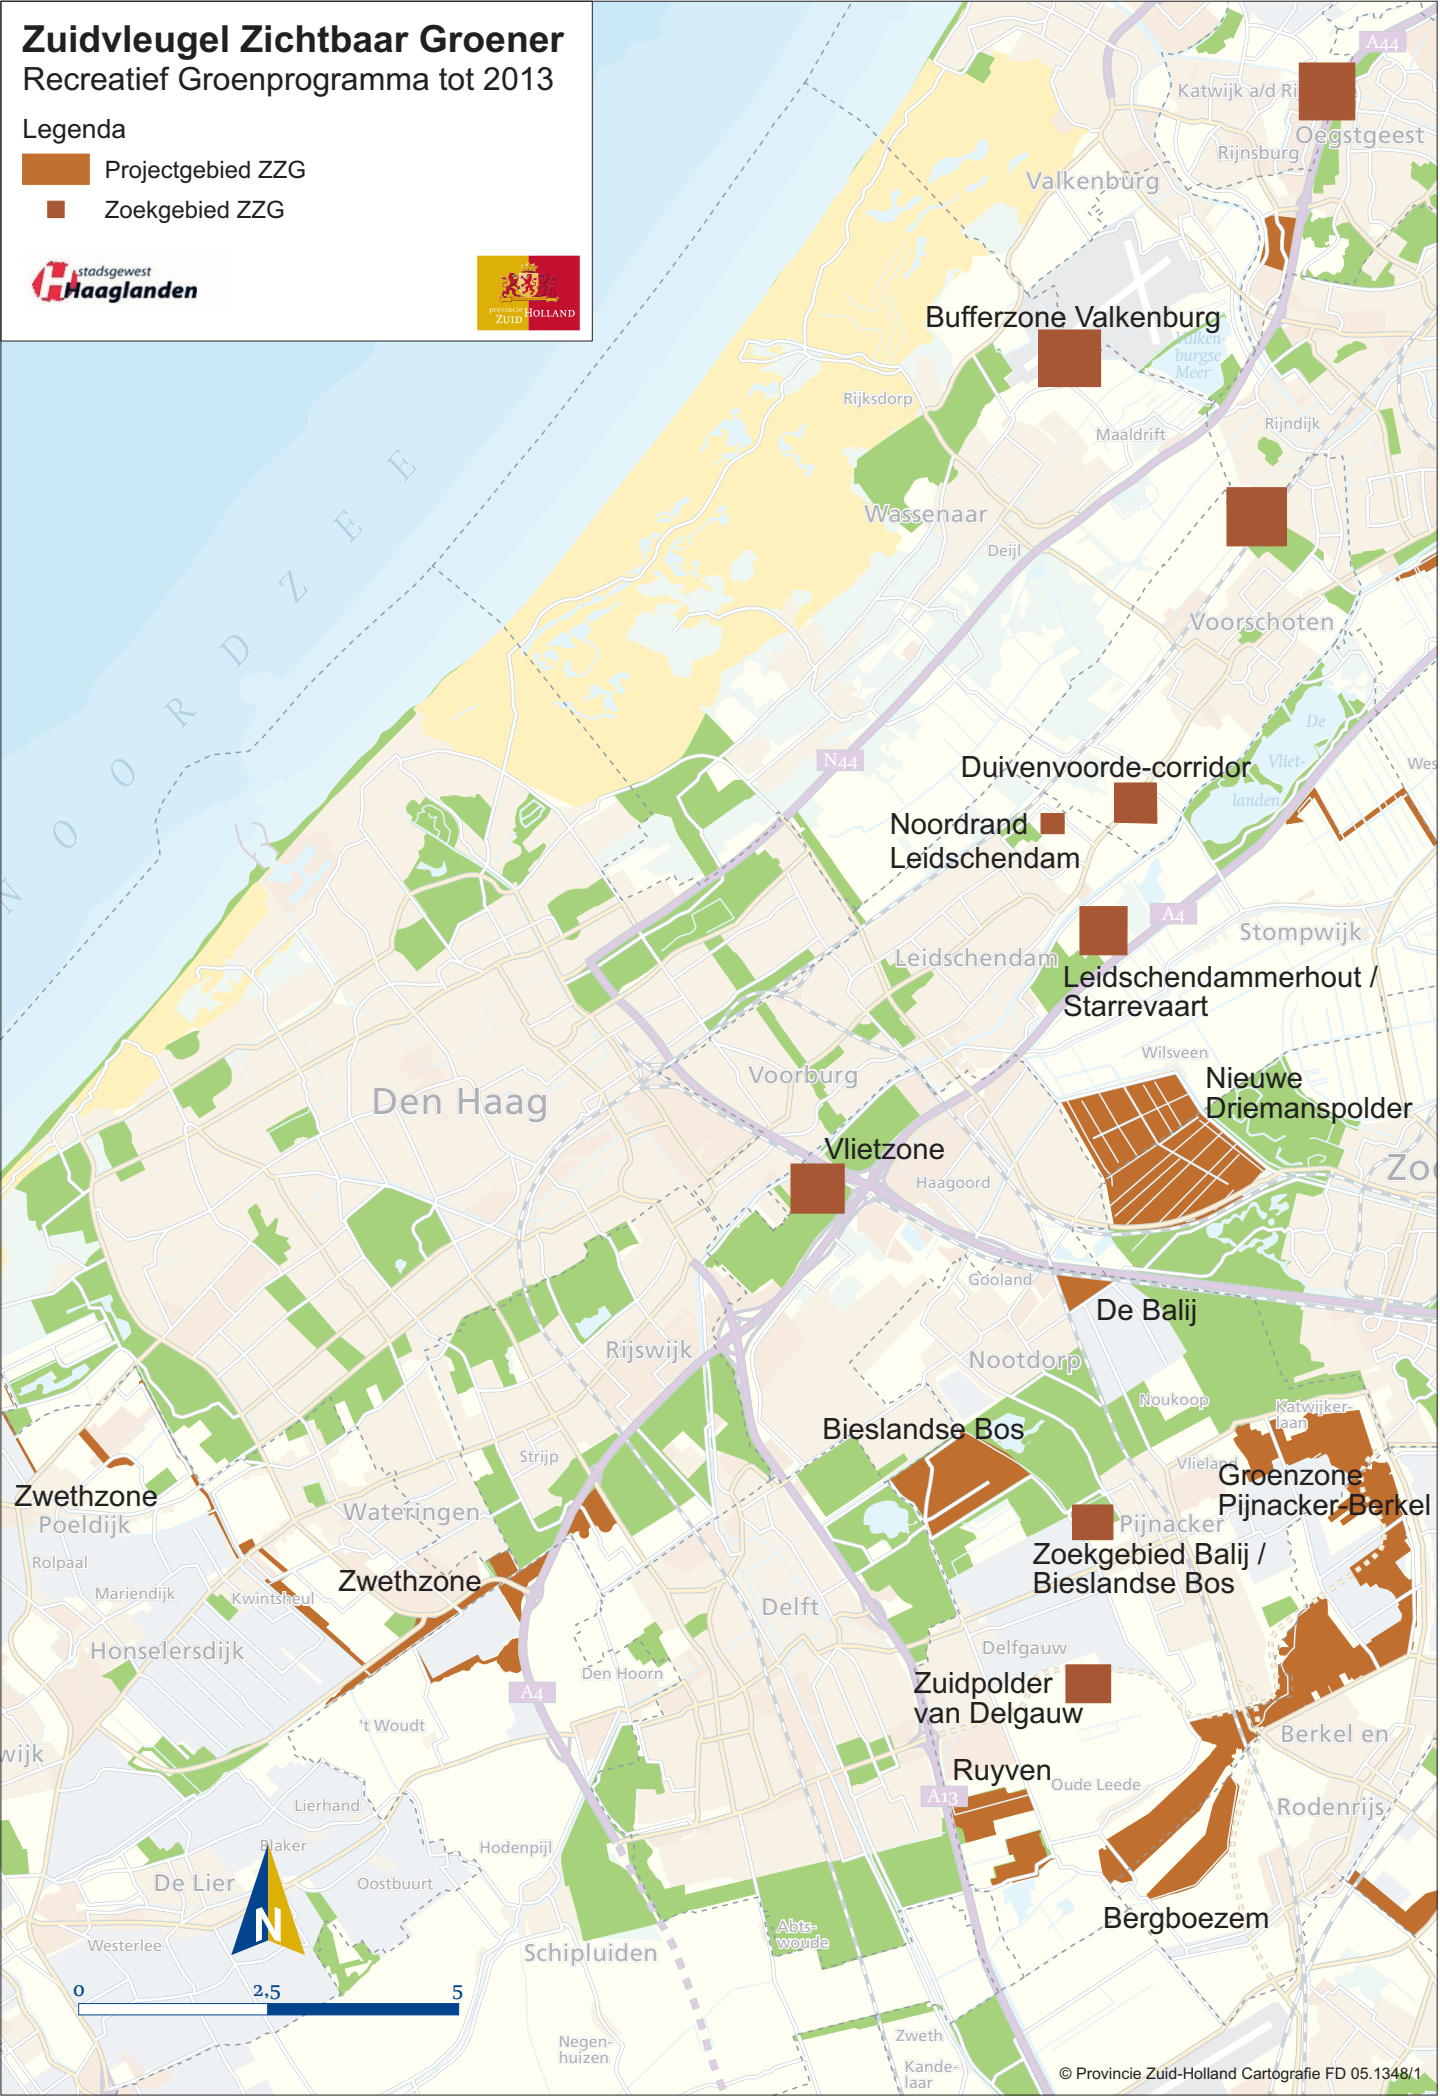 Zuidvleugel Zichtbaar Groener
Recreatief Groenprogramma tot 2013
Legenda
Projectgebied ZZG
Zoekgebied ZZG
stadsgewest
Haaglanden
provincie
ZUID HOLLAND
A44
Katwijk a/d Ri
Oegstgeest
Rijnsburg
Valkenburg
Bufferzone Valkenburg
Valken-
burgse
Meer
Rijksdorp
Maaldrift
Rijndijk
Wassenaar
Deijl
NOORDZEE
Voorschoten
De
Vliet-
landen
N44
Duivenvoorde-corridor
Wes
Noordrand
Leidschendam
A4
Stompwijk
Leidschendam
Leidschendammerhout /
Starrevaart
Wilsveen
Voorburg
Nieuwe
Driemanspolder
Den Haag
Vlietzone
Zoe
Haagoord
Gooland
De Balij
Rijswijk
Nootdorp
Noukoop
Katwijker-
laan
Bieslandse Bos
Strijp
Vlieland
Groenzone
Pijnacker-Berkel
Zwethzone
Poeldijk
Wateringen
Pijnacker
Zoekgebied Balij /
Bieslandse Bos
Rolpaal
Mariendijk
Kwintsheul
Zwethzone
Delft
Honselersdijk
Delfgauw
Den Hoorn
Zuidpolder
van Delgauw
A4
't Woudt
Berkel en
wijk
Ruyven
Oude Leede
A13
Rodenrijs
Lierhand
Blaker
Hodenpijl
De Lier
Oostbuurt
Bergboezem
N
Westerlee
Schipluiden
Abts-
woude
0 2,5 5
Negen-
huizen
Zweth
Kande-
laar
© Provincie Zuid-Holland Cartografie FD 05.1348/1